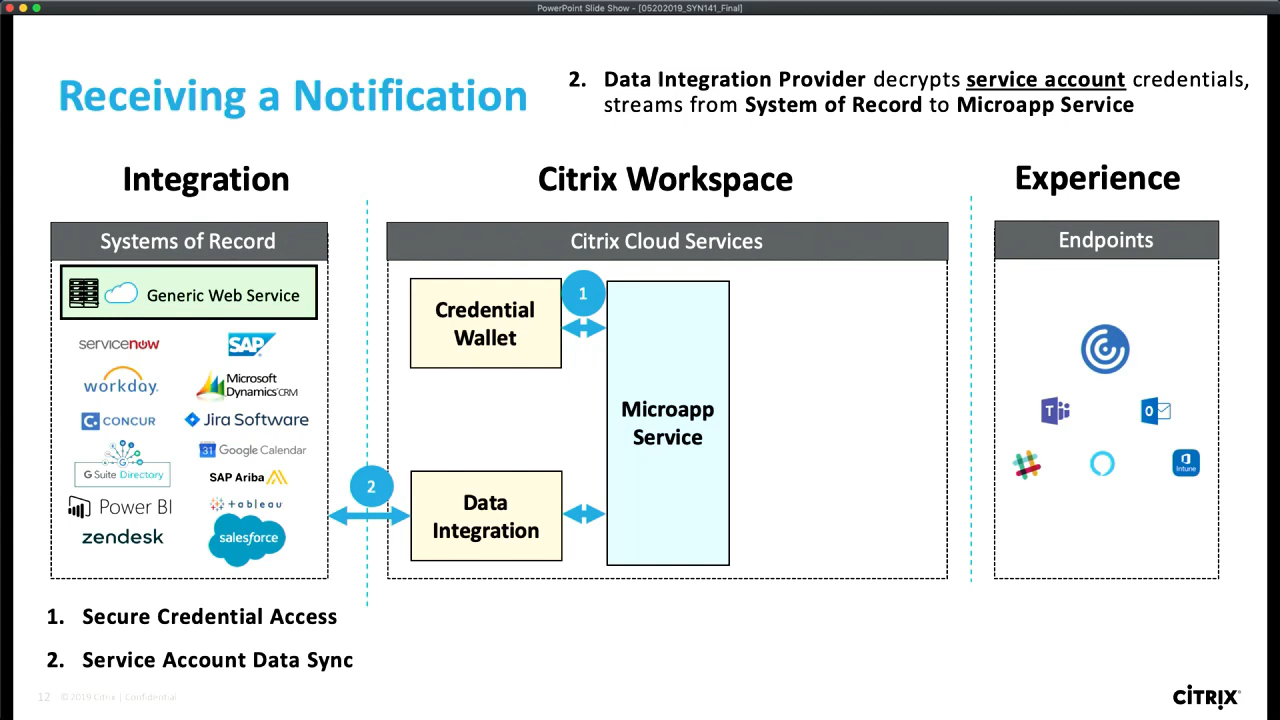 PowerPoint Slide Show - [05202019_SYN141_Final]
Receiving a Notification
2. Data Integration Provider decrypts service account credentials,
streams from System of Record to Microapp Service
Integration
Citrix Workspace
Experience
Systems of Record
Citrix Cloud Services
Endpoints
Generic Web Service
servicenow
SAP
workday.
Microsoft
Dynamics CRM
C. CONCUR
Jira Software
G
G Suite Directory
31 Google Calendar
SAP Ariba
Power BI
tableau
zendesk
salesforce
Credential
Wallet
1
Microapp
Service
2
Data
Integration
T
O
Intune
1. Secure Credential Access
2. Service Account Data Sync
12 © 2019 Citrix | Confidential
CİTRIX